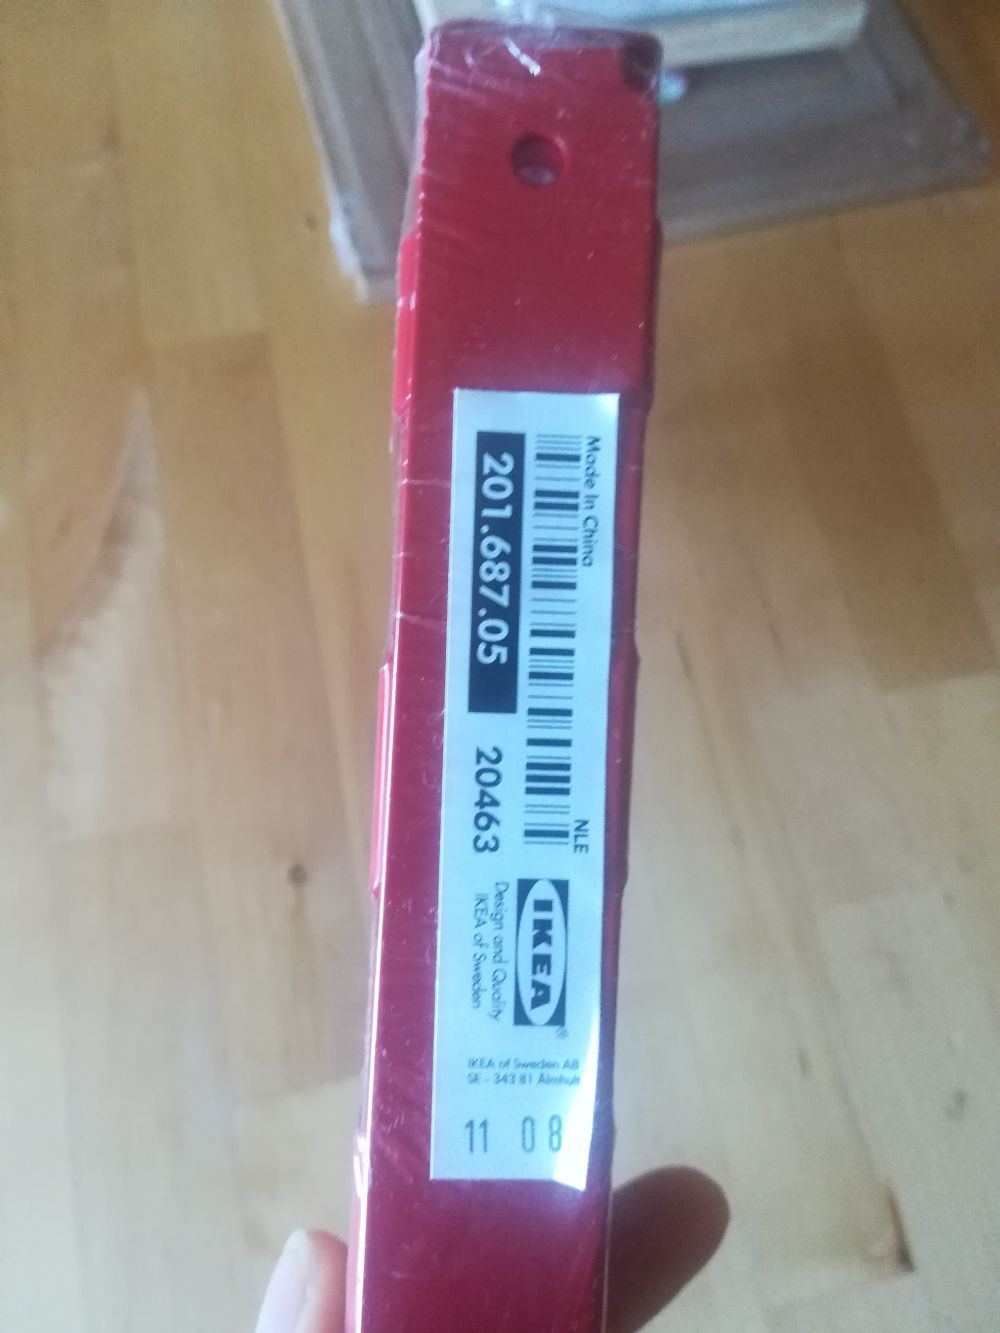 Made in China
NLE
201.687.05
20463
IKEA®
Design and Quality
IKEA of Sweden
IKEA of Sweden AB
SE - 343 81 Älmhult
11 08